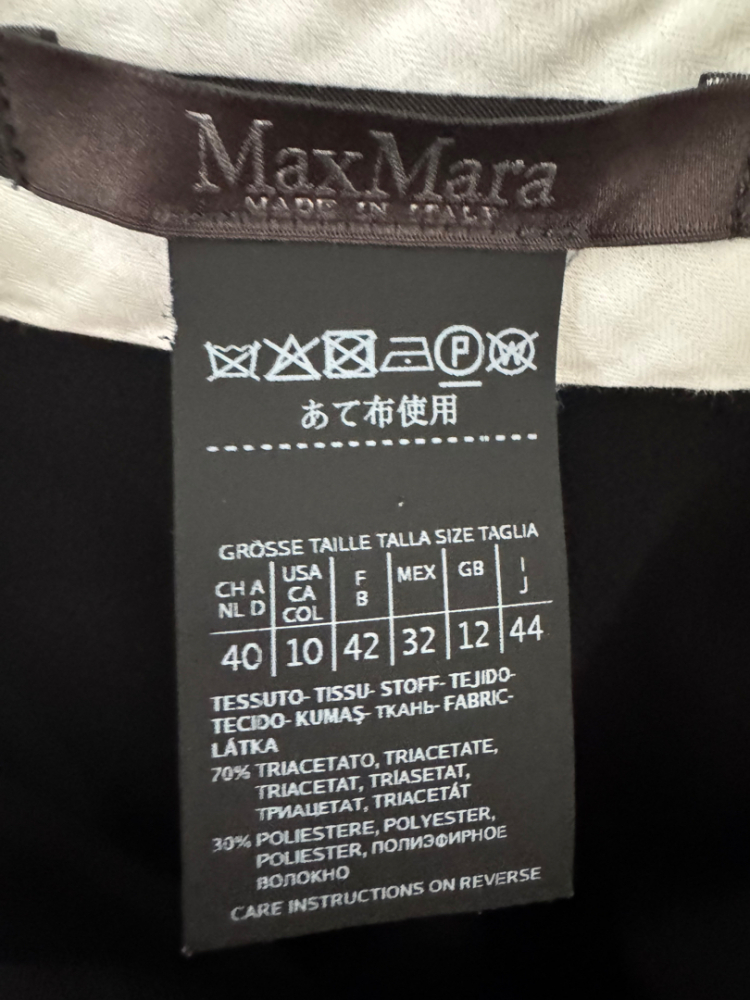 MaxMara
MADE IN ITALY
P W
あて布使用
GRÖSSE TAILLE TALLA SIZE TAGLIA
CH A NL D USA CA COL F B MEX GB I J
40 10 42 32 12 44
TESSUTO- TISSU- STOFF- TEJIDO-
TECIDO- KUMAŞ- ТКАНЬ- FABRIC-
LÁTKA
70% TRIACETATO, TRIACETATE,
TRIACETAT, TRİASETAT,
ТРИАЦЕТАТ, TRIACETÁT
30% POLIESTERE, POLYESTER,
POLIESTER, ПОЛИЭФИРНОЕ
ВОЛОКНО
CARE INSTRUCTIONS ON REVERSE